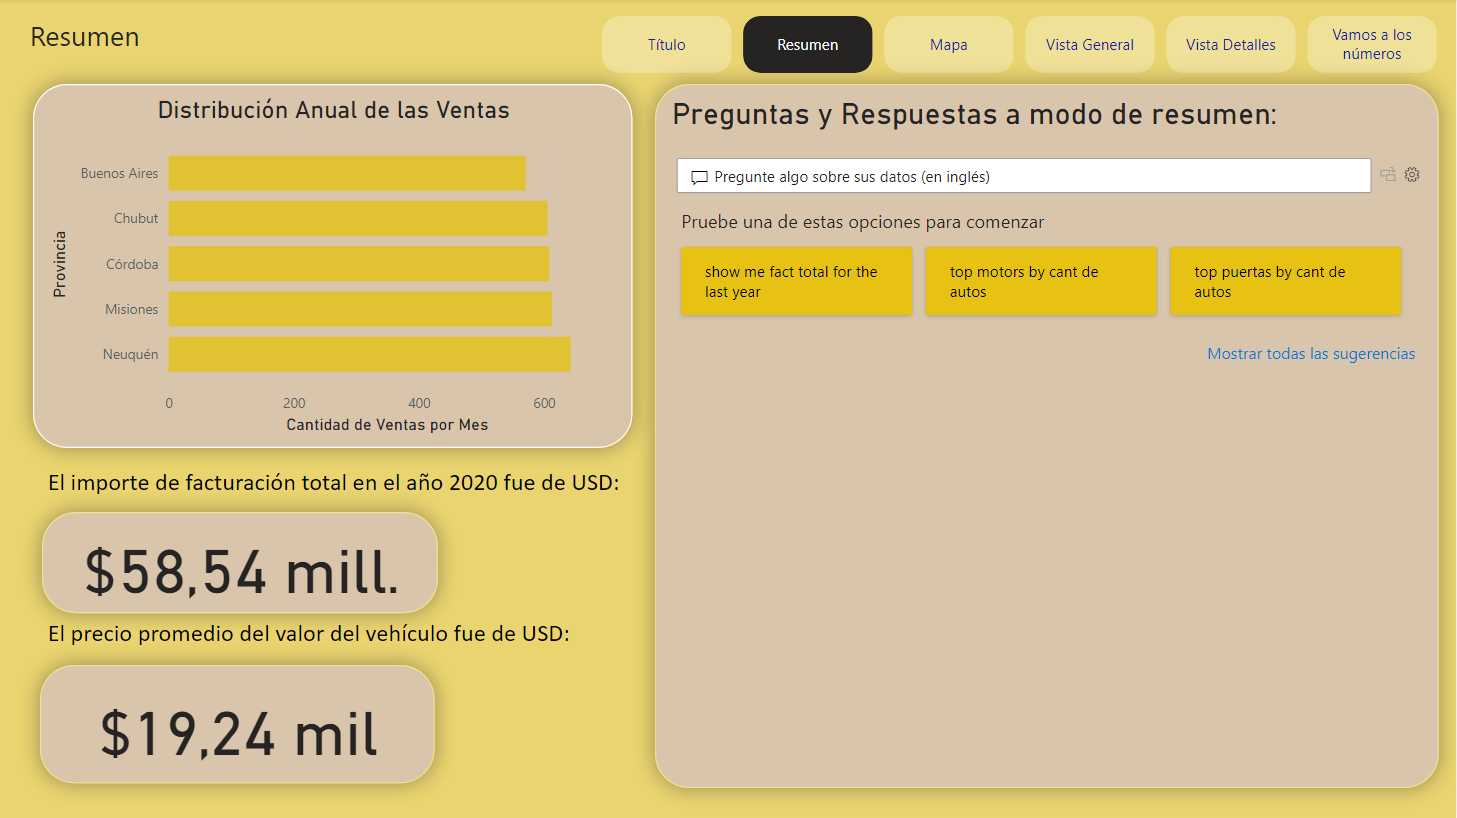 Resumen
Título
Resumen
Mapa
Vista General
Vista Detalles
Vamos a los
números
Distribución Anual de las Ventas
Provincia
Buenos Aires
Chubut
Córdoba
Misiones
Neuquén
0 200 400 600
Cantidad de Ventas por Mes
El importe de facturación total en el año 2020 fue de USD:
$58,54 mill.
El precio promedio del valor del vehículo fue de USD:
$19,24 mil
Preguntas y Respuestas a modo de resumen:
Pregunte algo sobre sus datos (en inglés)
Pruebe una de estas opciones para comenzar
show me fact total for the
last year
top motors by cant de
autos
top puertas by cant de
autos
Mostrar todas las sugerencias